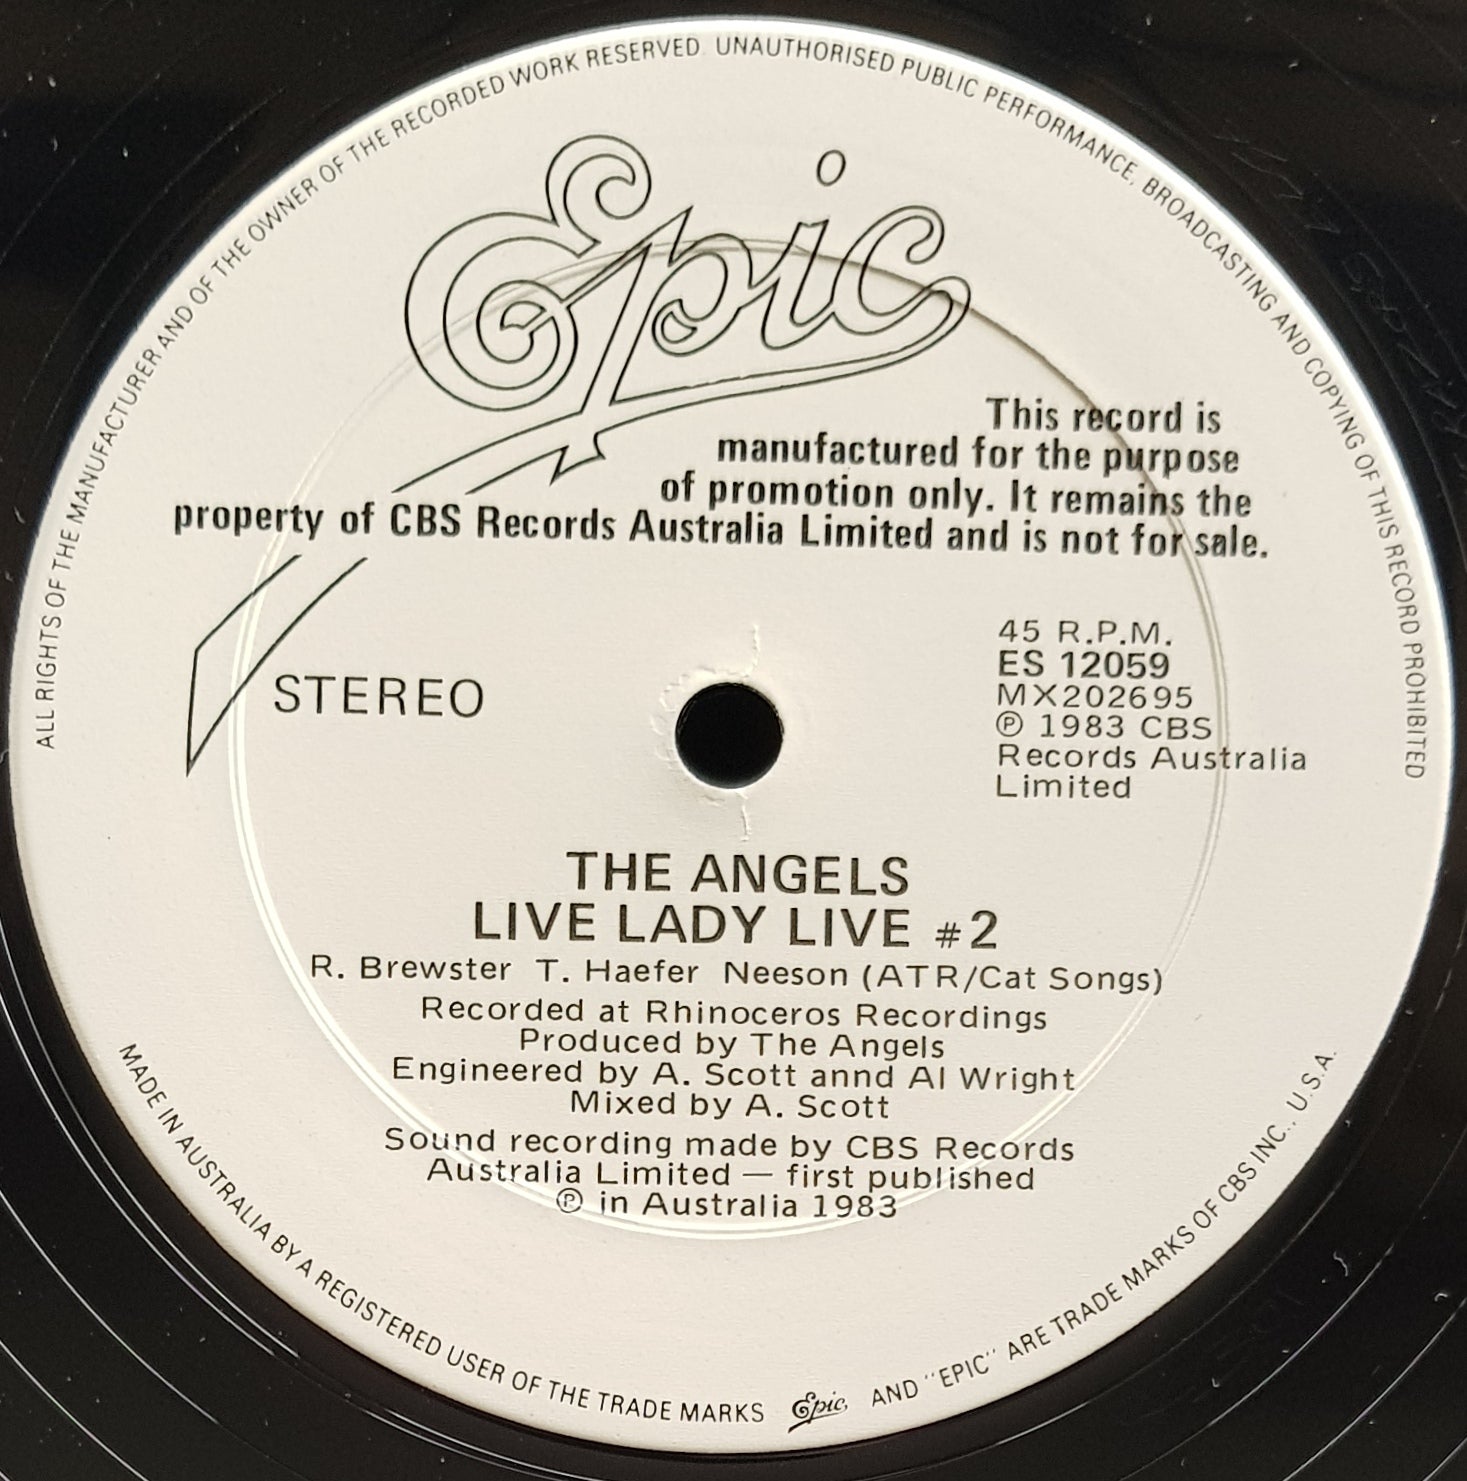 ALL RIGHTS OF THE MANUFACTURER AND OF THE OWNER OF THE RECORDED WORK RESERVED. UNAUTHORISED PUBLIC PERFORMANCE, BROADCASTING AND COPYING OF THIS RECORD PROHIBITED
Epic
This record is
manufactured for the purpose
of promotion only. It remains the
property of CBS Records Australia Limited and is not for sale.
STEREO
45 R.P.M.
ES 12059
MX202695
℗ 1983 CBS
Records Australia
Limited
THE ANGELS
LIVE LADY LIVE #2
R. Brewster T. Haefer Neeson (ATR/Cat Songs)
Recorded at Rhinoceros Recordings
Produced by The Angels
Engineered by A. Scott annd Al Wright
Mixed by A. Scott
Sound recording made by CBS Records
Australia Limited — first published
℗ in Australia 1983
MADE IN AUSTRALIA BY A REGISTERED USER OF THE TRADE MARKS Epic AND "EPIC" ARE TRADE MARKS OF CBS INC., U.S.A.